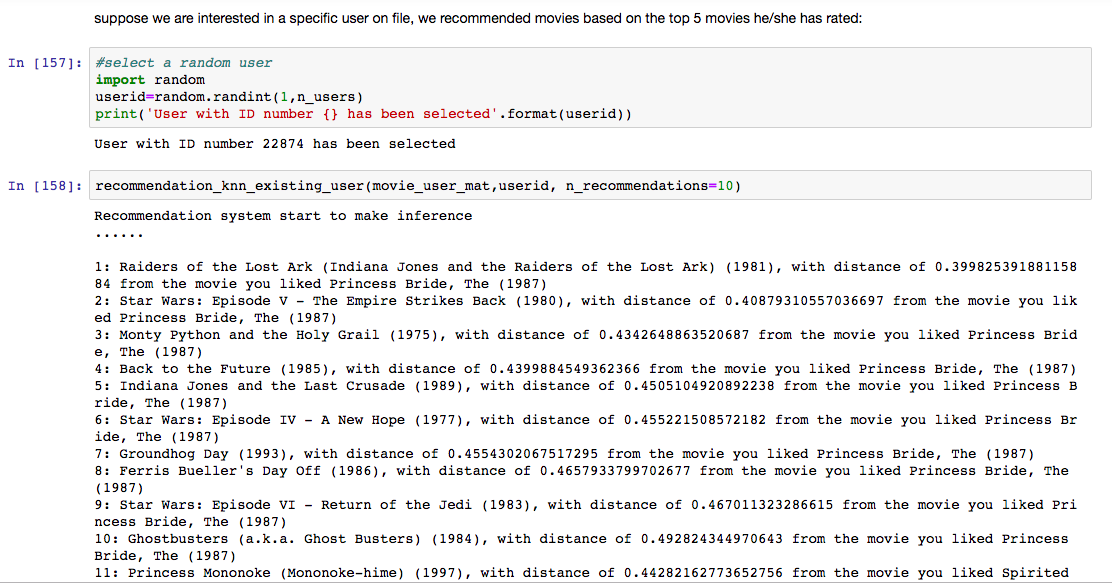 suppose we are interested in a specific user on file, we recommended movies based on the top 5 movies he/she has rated:
In [157]: #select a random user
import random
userid=random.randint(1,n_users)
print('User with ID number {} has been selected'.format(userid))
User with ID number 22874 has been selected
In [158]: recommendation_knn_existing_user(movie_user_mat,userid, n_recommendations=10)
Recommendation system start to make inference
......
1: Raiders of the Lost Ark (Indiana Jones and the Raiders of the Lost Ark) (1981), with distance of 0.399825391881158
84 from the movie you liked Princess Bride, The (1987)
2: Star Wars: Episode V - The Empire Strikes Back (1980), with distance of 0.40879310557036697 from the movie you lik
ed Princess Bride, The (1987)
3: Monty Python and the Holy Grail (1975), with distance of 0.4342648863520687 from the movie you liked Princess Brid
e, The (1987)
4: Back to the Future (1985), with distance of 0.4399884549362366 from the movie you liked Princess Bride, The (1987)
5: Indiana Jones and the Last Crusade (1989), with distance of 0.4505104920892238 from the movie you liked Princess B
ride, The (1987)
6: Star Wars: Episode IV - A New Hope (1977), with distance of 0.455221508572182 from the movie you liked Princess Br
ide, The (1987)
7: Groundhog Day (1993), with distance of 0.4554302067517295 from the movie you liked Princess Bride, The (1987)
8: Ferris Bueller's Day Off (1986), with distance of 0.4657933799702677 from the movie you liked Princess Bride, The
(1987)
9: Star Wars: Episode VI - Return of the Jedi (1983), with distance of 0.467011323286615 from the movie you liked Pri
ncess Bride, The (1987)
10: Ghostbusters (a.k.a. Ghost Busters) (1984), with distance of 0.492824344970643 from the movie you liked Princess
Bride, The (1987)
11: Princess Mononoke (Mononoke-hime) (1997), with distance of 0.44282162773652756 from the movie you liked Spirited